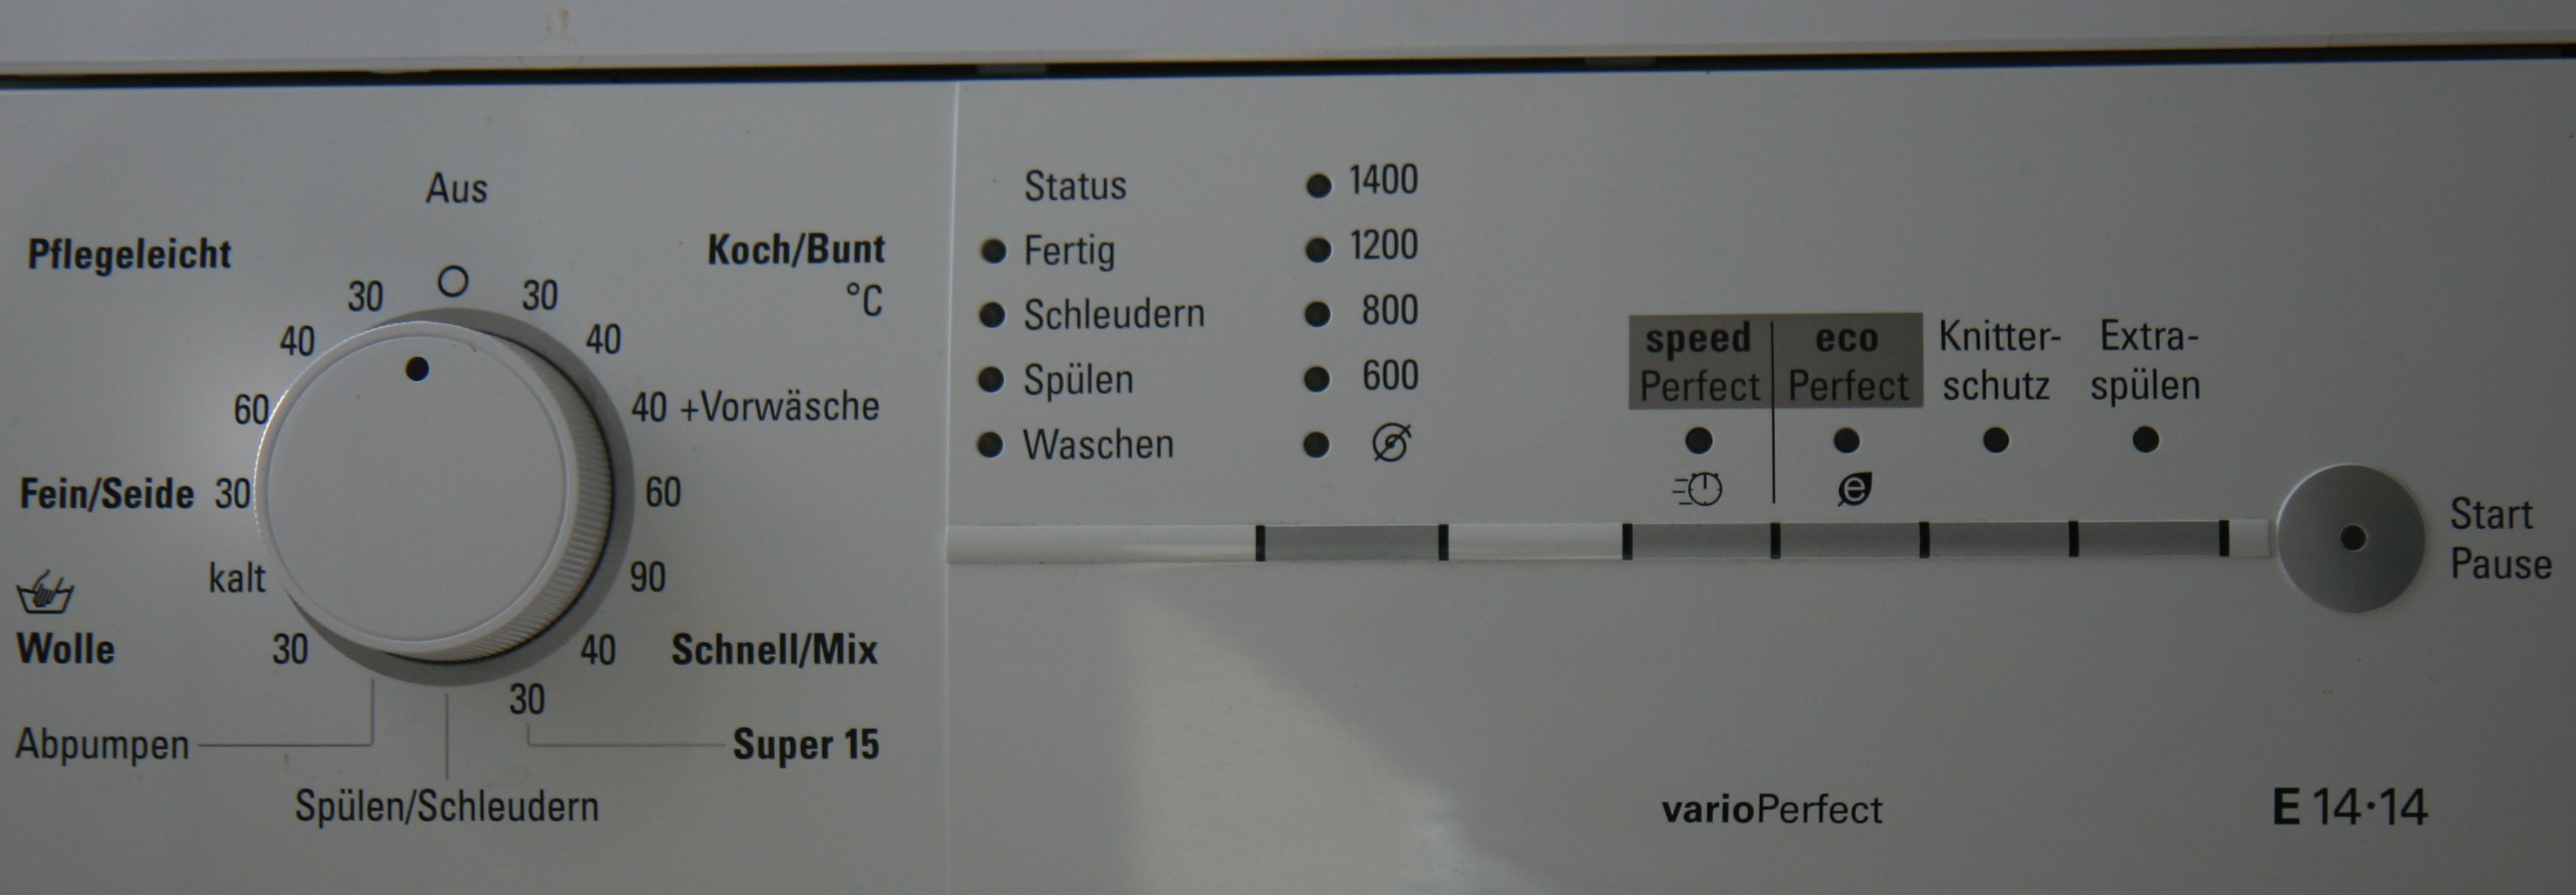 Aus
Pflegeleicht
Koch/Bunt
°C
30
30
40
40
60
40 +Vorwäsche
Fein/Seide 30
60
kalt
90
Wolle 30
40 Schnell/Mix
30
Abpumpen
Super 15
Spülen/Schleudern
Status
Fertig
Schleudern
Spülen
Waschen
1400
1200
800
600
speed
Perfect
eco
Perfect
e
Knitter-
schutz
Extra-
spülen
Start
Pause
varioPerfect
E 14·14